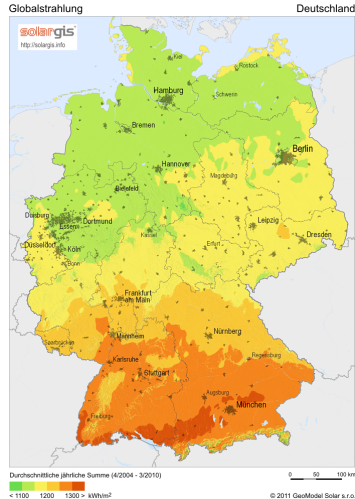 Globalstrahlung Deutschland
solargis
http://solargis.info
Kiel
Rostock
Hamburg
Schwerin
Bremen
Berlin
Hannover
Magdeburg
Bielefeld
Duisburg
Essen
Dortmund
Düsseldorf
Kassel
Leipzig
Köln
Erfurt
Dresden
Bonn
Frankfurt
am Main
Mannheim
Nürnberg
Saarbrücken
Karlsruhe
Regensburg
Stuttgart
Augsburg
München
Freiburg
Durchschnittliche jährliche Summe (4/2004 - 3/2010)
0 50 100 km
< 1100 1200 1300 > kWh/m²
© 2011 GeoModel Solar s.r.o.